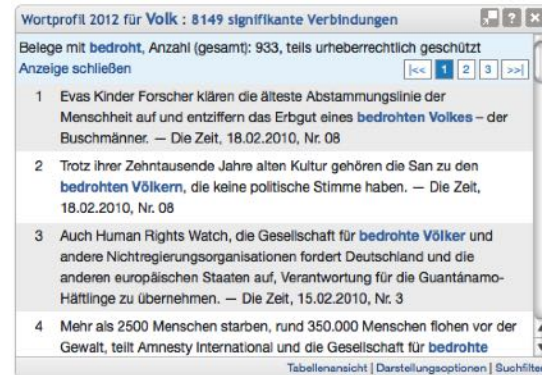 Wortprofil 2012 für Volk : 8149 signifikante Verbindungen
Belege mit bedroht, Anzahl (gesamt): 933, teils urheberrechtlich geschützt
Anzeige schließen |<< 1 2 3 >>|
1 Evas Kinder Forscher klären die älteste Abstammungslinie der
Menschheit auf und entziffern das Erbgut eines bedrohten Volkes – der
Buschmänner. — Die Zeit, 18.02.2010, Nr. 08
2 Trotz ihrer Zehntausende Jahre alten Kultur gehören die San zu den
bedrohten Völkern, die keine politische Stimme haben. — Die Zeit,
18.02.2010, Nr. 08
3 Auch Human Rights Watch, die Gesellschaft für bedrohte Völker und
andere Nichtregierungsorganisationen fordert Deutschland und die
anderen europäischen Staaten auf, Verantwortung für die Guantánamo-
Häftlinge zu übernehmen. — Die Zeit, 15.02.2010, Nr. 3
4 Mehr als 2500 Menschen starben, rund 350.000 Menschen flohen vor der
Gewalt, teilt Amnesty International und die Gesellschaft für bedrohte
Tabellenansicht | Darstellungsoptionen | Suchfilter